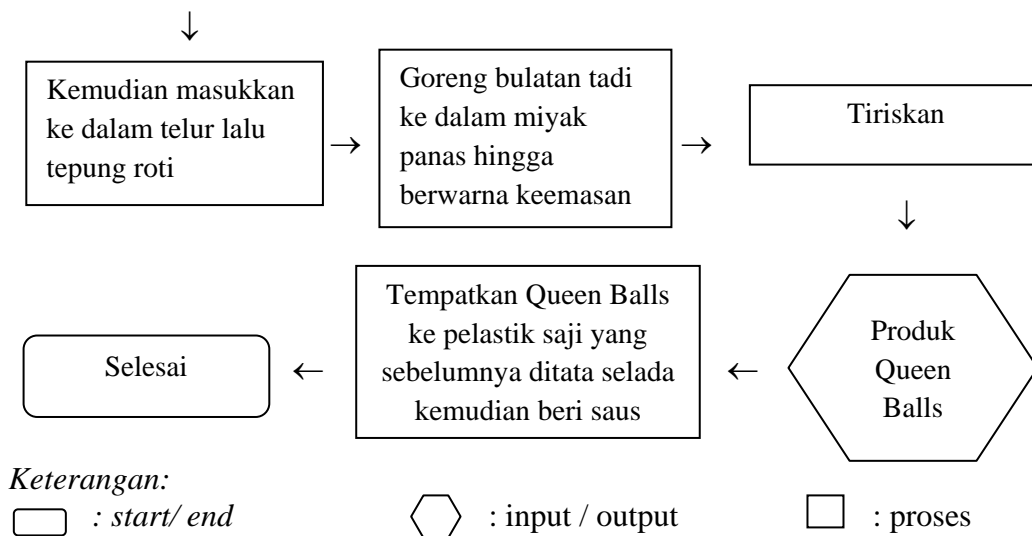 ↓
Kemudian masukkan
ke dalam telur lalu
tepung roti
→
Goreng bulatan tadi
ke dalam miyak
panas hingga
berwarna keemasan
→
Tiriskan
↓
Produk
Queen
Balls
←
Tempatkan Queen Balls
ke pelastik saji yang
sebelumnya ditata selada
kemudian beri saus
←
Selesai
Keterangan:
: start/ end
: input / output
: proses